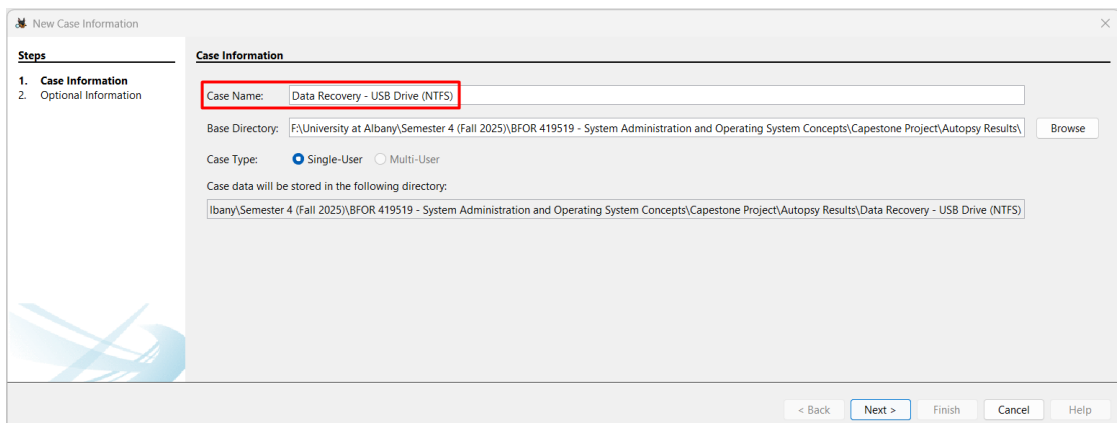 New Case Information
Steps
1. Case Information
2. Optional Information
Case Information
Case Name: Data Recovery - USB Drive (NTFS)
Base Directory: F:\University at Albany\Semester 4 (Fall 2025)\BFOR 419519 - System Administration and Operating System Concepts\Capestone Project\Autopsy Results\ Browse
Case Type: Single-User Multi-User
Case data will be stored in the following directory:
lbany\Semester 4 (Fall 2025)\BFOR 419519 - System Administration and Operating System Concepts\Capestone Project\Autopsy Results\Data Recovery - USB Drive (NTFS)
< Back Next > Finish Cancel Help